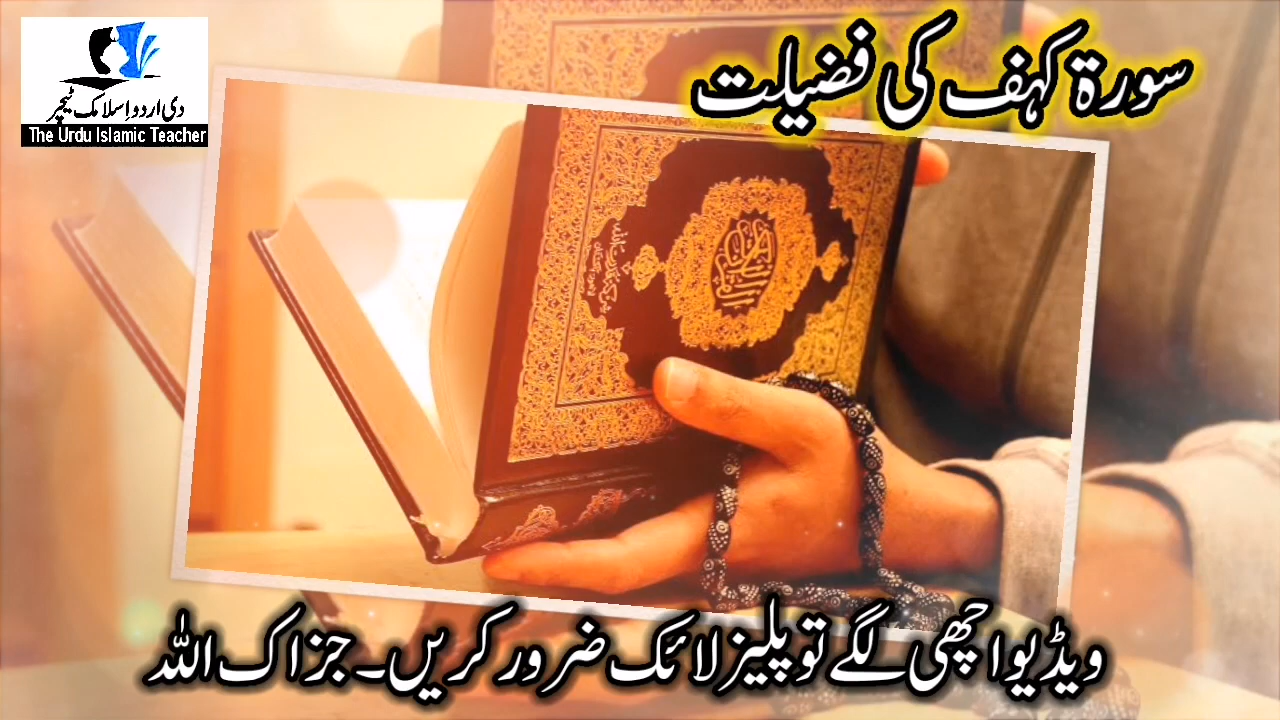 سورۃ کہف کی فضیلت
دی اردو اسلامک ٹیچر
The Urdu Islamic Teacher
ویڈیو اچھی لگے تو پلیز لائک ضرور کریں۔ جزاک اللہ